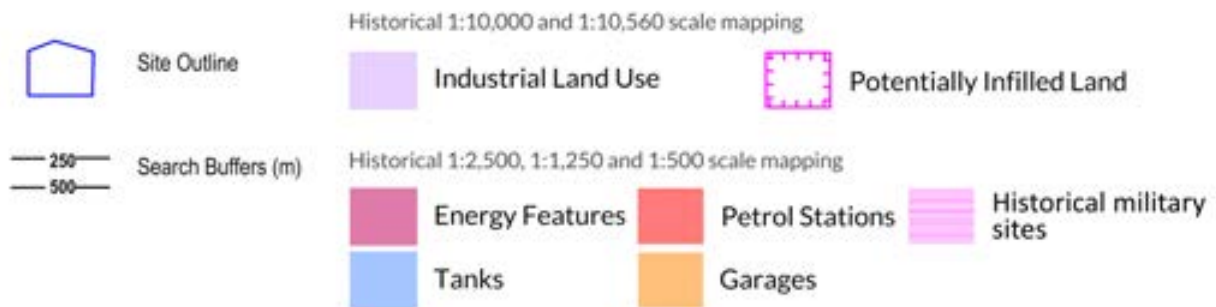 Historical 1:10,000 and 1:10,560 scale mapping
Site Outline
Industrial Land Use
Potentially Infilled Land
250
500
Search Buffers (m)
Historical 1:2,500, 1:1,250 and 1:500 scale mapping
Energy Features
Petrol Stations
Historical military
sites
Tanks
Garages